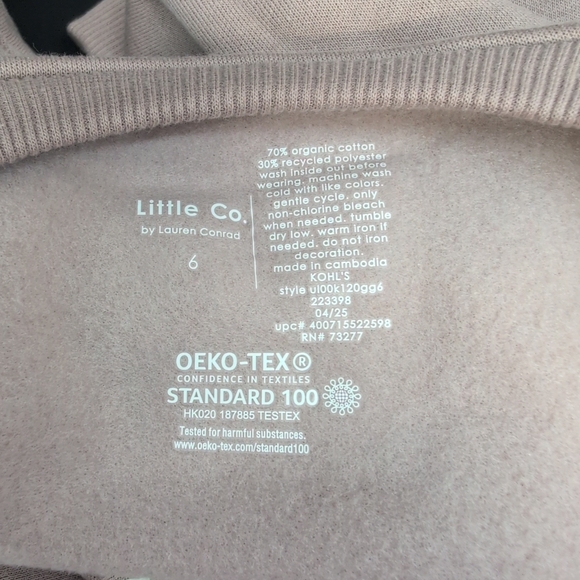 Little Co.
by Lauren Conrad
6
70% organic cotton
30% recycled polyester
wash inside out before
wearing. machine wash
cold with like colors.
gentle cycle. only
non-chlorine bleach
when needed. tumble
dry low. warm iron if
needed. do not iron
decoration.
made in cambodia
KOHL'S
style ul00k120gg6
223398
04/25
upc# 400715522598
RN# 73277
OEKO-TEX®
CONFIDENCE IN TEXTILES
STANDARD 100
HK020 187885 TESTEX
Tested for harmful substances.
www.oeko-tex.com/standard100